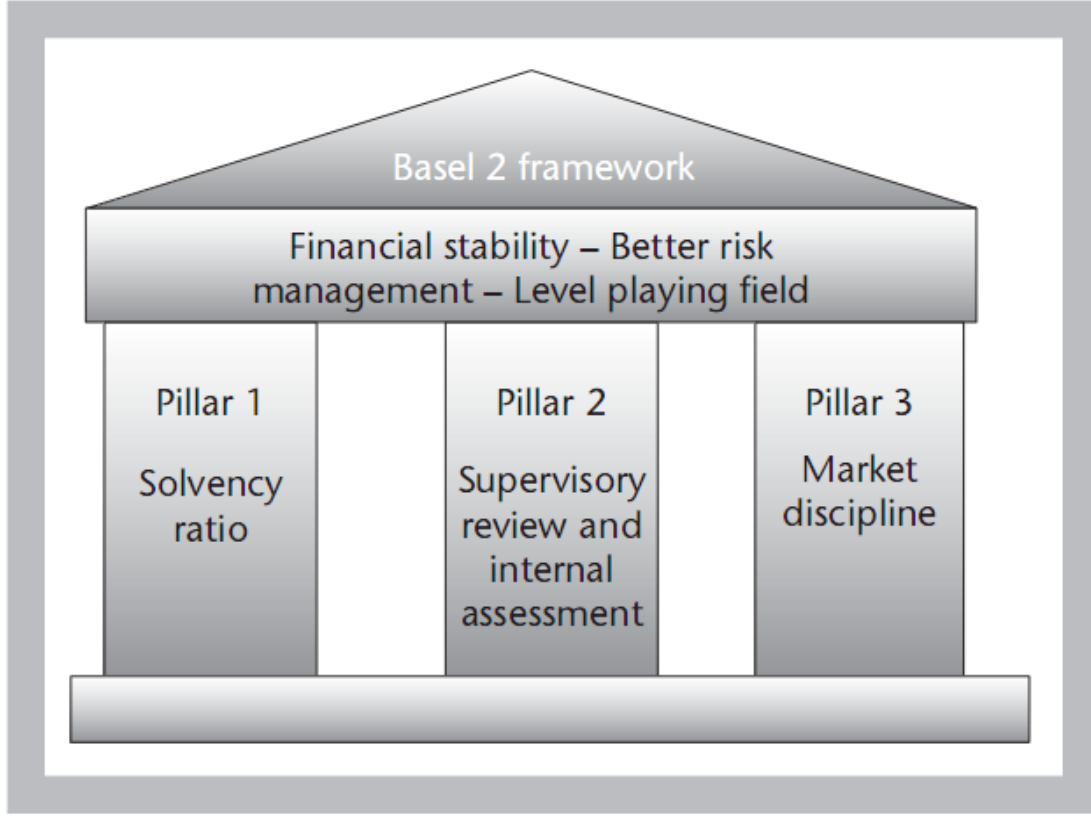 Basel 2 framework
Financial stability – Better risk
management – Level playing field
Pillar 1
Solvency
ratio
Pillar 2
Supervisory
review and
internal
assessment
Pillar 3
Market
discipline